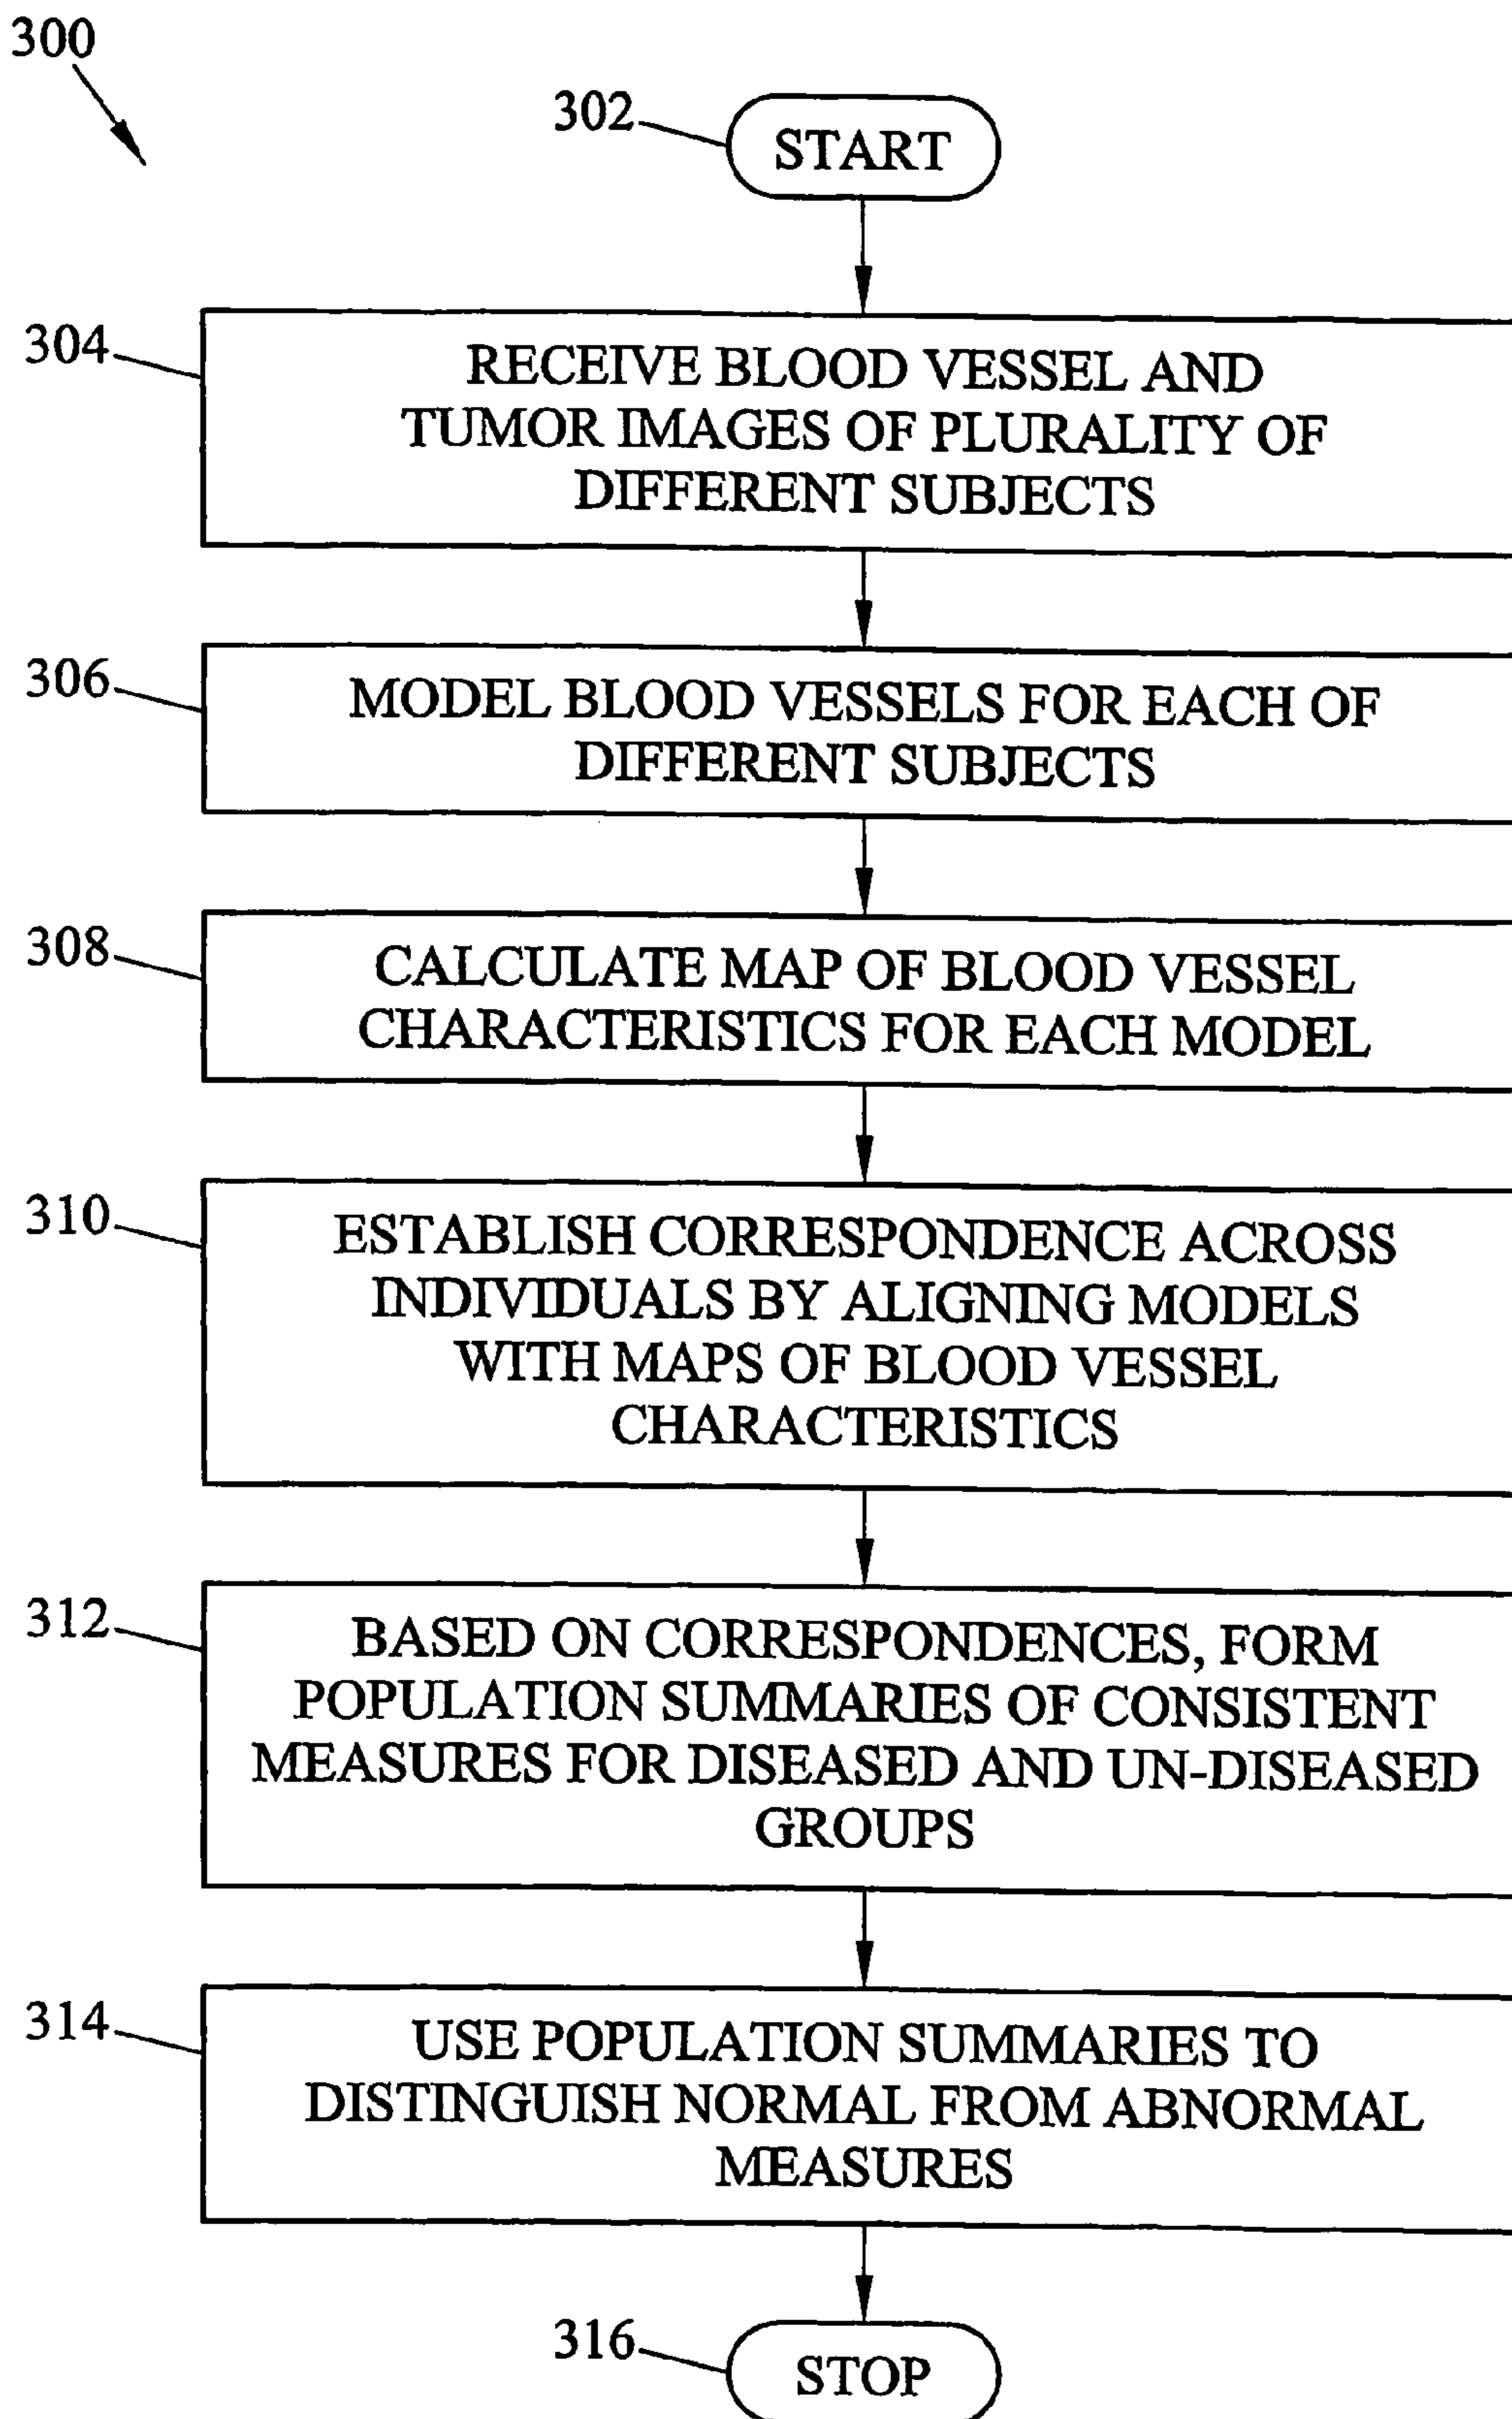 300
302
START
304
RECEIVE BLOOD VESSEL AND
TUMOR IMAGES OF PLURALITY OF
DIFFERENT SUBJECTS
306
MODEL BLOOD VESSELS FOR EACH OF
DIFFERENT SUBJECTS
308
CALCULATE MAP OF BLOOD VESSEL
CHARACTERISTICS FOR EACH MODEL
310
ESTABLISH CORRESPONDENCE ACROSS
INDIVIDUALS BY ALIGNING MODELS
WITH MAPS OF BLOOD VESSEL
CHARACTERISTICS
312
BASED ON CORRESPONDENCES, FORM
POPULATION SUMMARIES OF CONSISTENT
MEASURES FOR DISEASED AND UN-DISEASED
GROUPS
314
USE POPULATION SUMMARIES TO
DISTINGUISH NORMAL FROM ABNORMAL
MEASURES
316
STOP